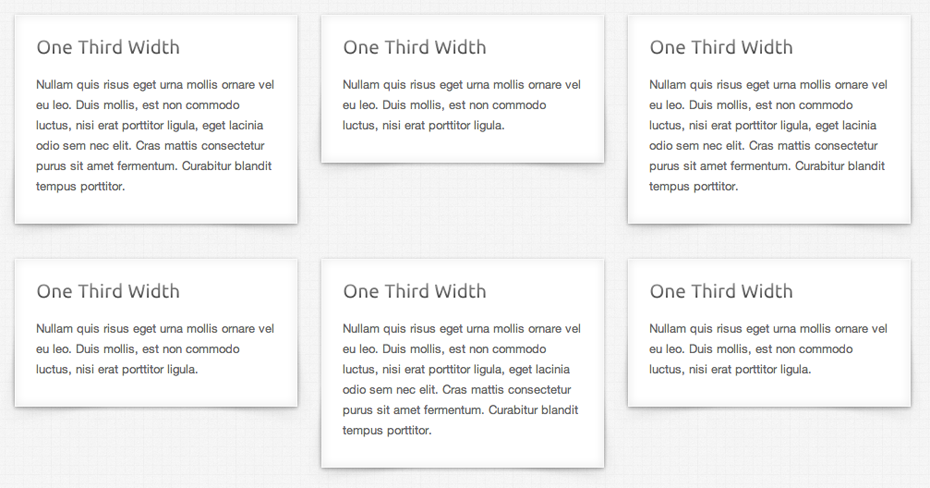 One Third Width
Nullam quis risus eget urna mollis ornare vel
eu leo. Duis mollis, est non commodo
luctus, nisi erat porttitor ligula, eget lacinia
odio sem nec elit. Cras mattis consectetur
purus sit amet fermentum. Curabitur blandit
tempus porttitor.
One Third Width
Nullam quis risus eget urna mollis ornare vel
eu leo. Duis mollis, est non commodo
luctus, nisi erat porttitor ligula.
One Third Width
Nullam quis risus eget urna mollis ornare vel
eu leo. Duis mollis, est non commodo
luctus, nisi erat porttitor ligula, eget lacinia
odio sem nec elit. Cras mattis consectetur
purus sit amet fermentum. Curabitur blandit
tempus porttitor.
One Third Width
Nullam quis risus eget urna mollis ornare vel
eu leo. Duis mollis, est non commodo
luctus, nisi erat porttitor ligula.
One Third Width
Nullam quis risus eget urna mollis ornare vel
eu leo. Duis mollis, est non commodo
luctus, nisi erat porttitor ligula, eget lacinia
odio sem nec elit. Cras mattis consectetur
purus sit amet fermentum. Curabitur blandit
tempus porttitor.
One Third Width
Nullam quis risus eget urna mollis ornare vel
eu leo. Duis mollis, est non commodo
luctus, nisi erat porttitor ligula.